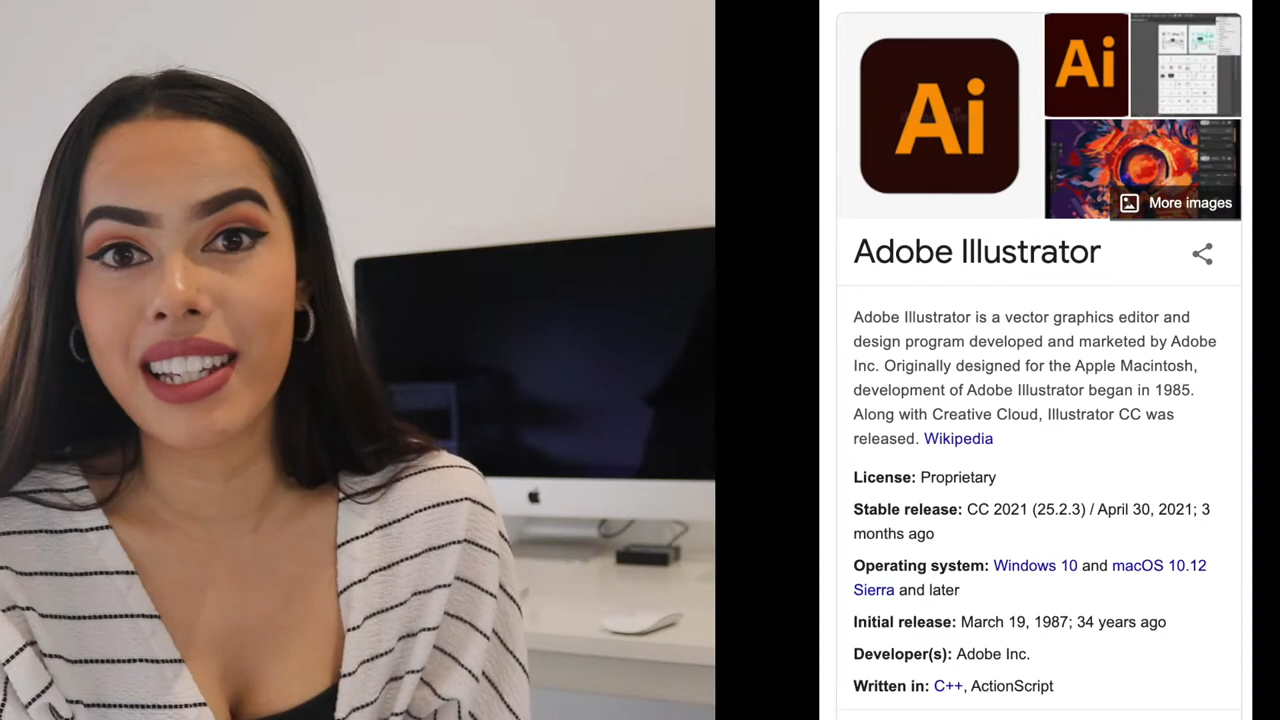 Ai
Ai
More images
Adobe Illustrator
Adobe Illustrator is a vector graphics editor and
design program developed and marketed by Adobe
Inc. Originally designed for the Apple Macintosh,
development of Adobe Illustrator began in 1985.
Along with Creative Cloud, Illustrator CC was
released. Wikipedia
License: Proprietary
Stable release: CC 2021 (25.2.3) / April 30, 2021; 3
months ago
Operating system: Windows 10 and macOS 10.12
Sierra and later
Initial release: March 19, 1987; 34 years ago
Developer(s): Adobe Inc.
Written in: C++, ActionScript